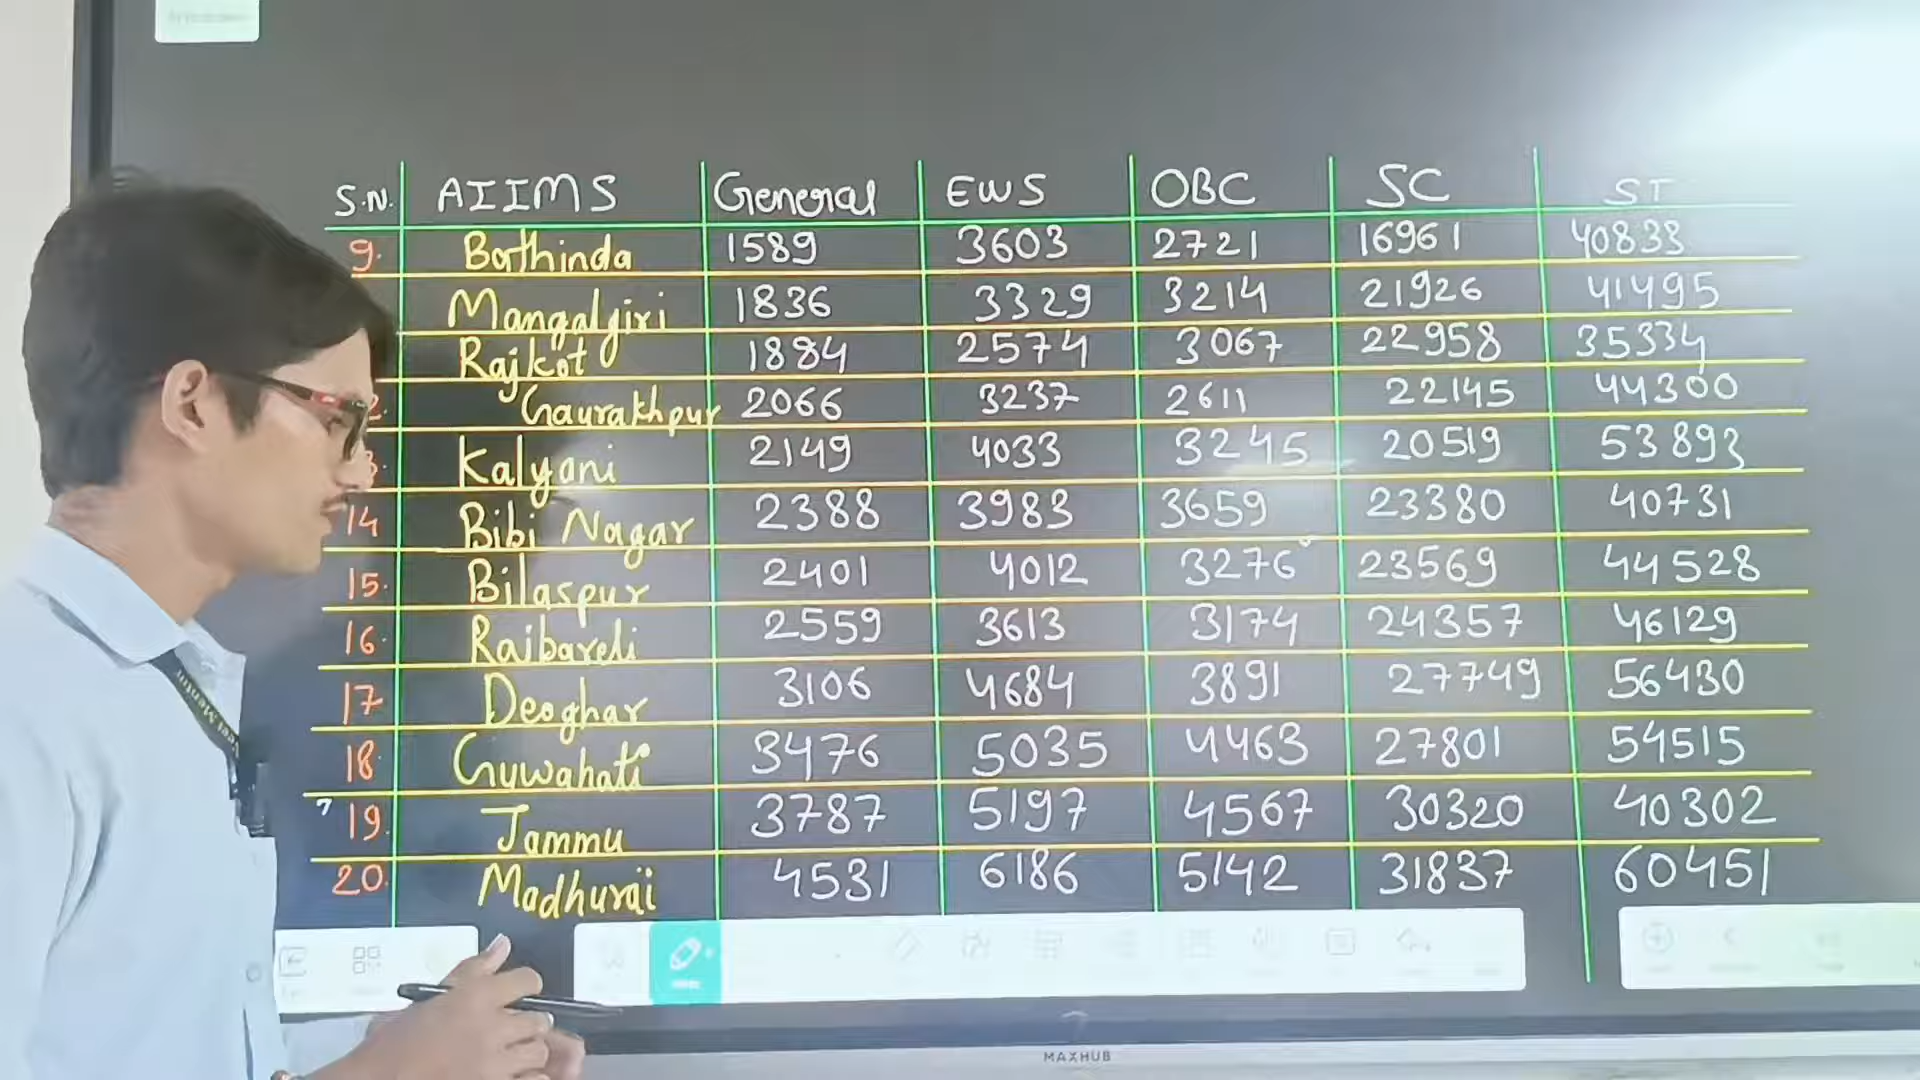 S.N. AIIMS General EWS OBC SC ST
9. Bathinda 1589 3603 2721 16961 40833
Mangalgiri 1836 3329 3214 21926 41495
Rajkot 1884 2574 3067 22958 35334
2. Gaurakhpur 2066 3237 2611 22145 44300
3. Kalyani 2149 4033 3245 20519 53893
14 Bibi Nagar 2388 3983 3659 23380 40731
15. Bilaspur 2401 4012 3276 23569 44528
16. Raibareli 2559 3613 3174 24357 46129
17 Deoghar 3106 4684 3891 27749 56430
18 Guwahati 3476 5035 4463 27801 54515
19. Jammu 3787 5197 4567 30320 40302
20. Madhurai 4531 6186 5142 31837 60451
MAXHUB